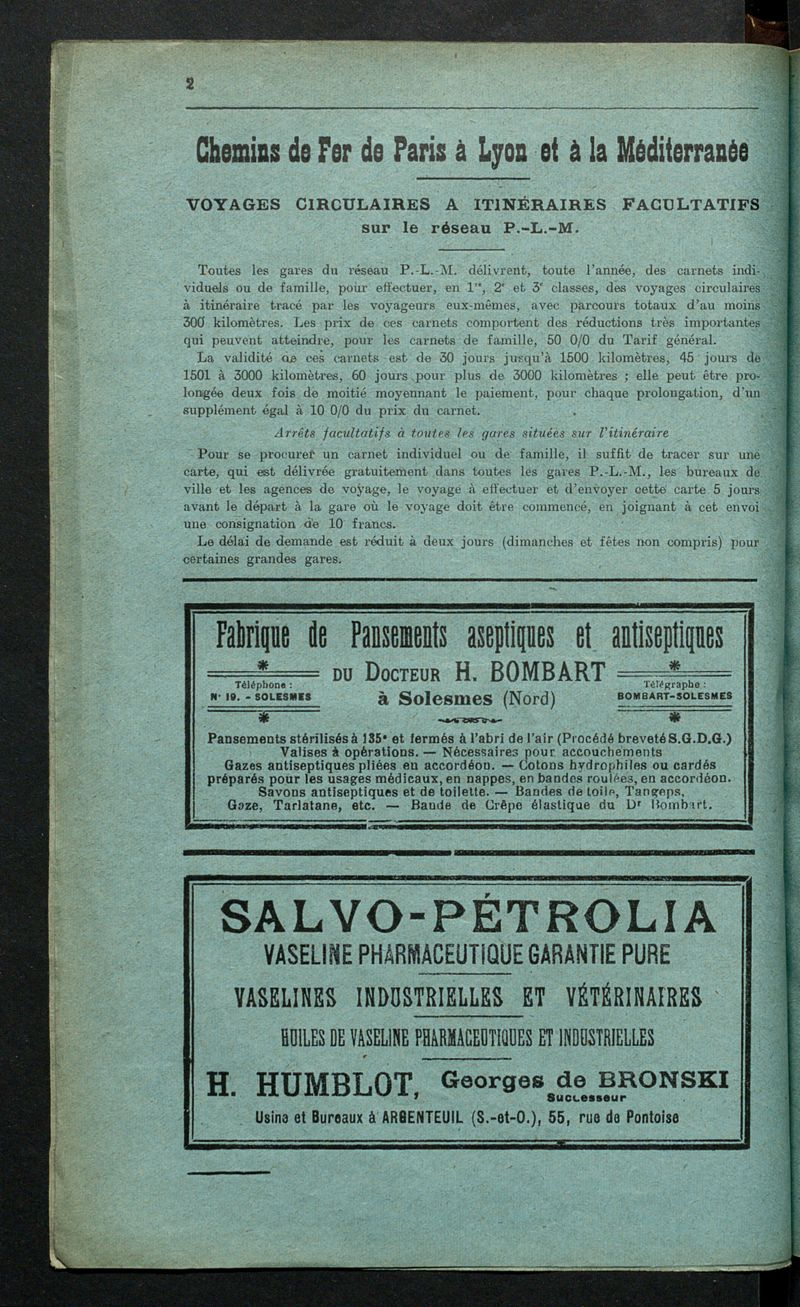 2
Chemins de Fer de Paris à Lyon et à la Méditerranée
VOYAGES CIRCULAIRES A ITINÉRAIRES FACULTATIFS
sur le réseau P.-L.-M.
Toutes les gares du réseau P.-L.-M. délivrent, toute l'année, des carnets indi-
viduels ou de famille, pour effectuer, en 1re, 2e et 3e classes, des voyages circulaires
à itinéraire tracé par les voyageurs eux-mêmes, avec parcours totaux d'au moins
300 kilomètres. Les prix de ces carnets comportent des réductions très importantes
qui peuvent atteindre, pour les carnets de famille, 50 0/0 du Tarif général.
La validité de ces carnets est de 30 jours jusqu'à 1500 kilomètres, 45 jours de
1501 à 3000 kilomètres, 60 jours pour plus de 3000 kilomètres ; elle peut être pro-
longée deux fois de moitié moyennant le paiement, pour chaque prolongation, d'un
supplément égal à 10 0/0 du prix du carnet.
Arrêts facultatifs à toutes les gares situées sur l'itinéraire
Pour se procurer un carnet individuel ou de famille, il suffit de tracer sur une
carte, qui est délivrée gratuitement dans toutes les gares P.-L.-M., les bureaux de
ville et les agences de voyage, le voyage à effectuer et d'envoyer cette carte 5 jours
avant le départ à la gare où le voyage doit être commencé, en joignant à cet envoi
une consignation de 10 francs.
Le délai de demande est réduit à deux jours (dimanches et fêtes non compris) pour
certaines grandes gares.
Fabrique de Pansements aseptiques et antiseptiques
DU DOCTEUR H. BOMBART
à Solesmes (Nord)
Téléphone :
N° 19. - SOLESMES
Télégraphe :
BOMBART-SOLESMES
Pansements stérilisés à 135° et fermés à l'abri de l'air (Procédé breveté S.G.D.G.)
Valises à opérations. — Nécessaires pour accouchements
Gazes antiseptiques pliées en accordéon. — Cotons hydrophiles ou cardés
préparés pour les usages médicaux, en nappes, en bandes roulées, en accordéon.
Savons antiseptiques et de toilette. — Bandes de toile, Tangeps,
Gaze, Tarlatane, etc. — Bande de Crêpe élastique du Dr Bombart.
SALVO-PÉTROLIA
VASELINE PHARMACEUTIQUE GARANTIE PURE
VASELINES INDUSTRIELLES ET VÉTÉRINAIRES
HUILES DE VASELINE PHARMACEUTIQUES ET INDUSTRIELLES
H. HUMBLOT, Georges de BRONSKI
Successeur
Usine et Bureaux à ARGENTEUIL (S.-et-O.), 55, rue de Pontoise